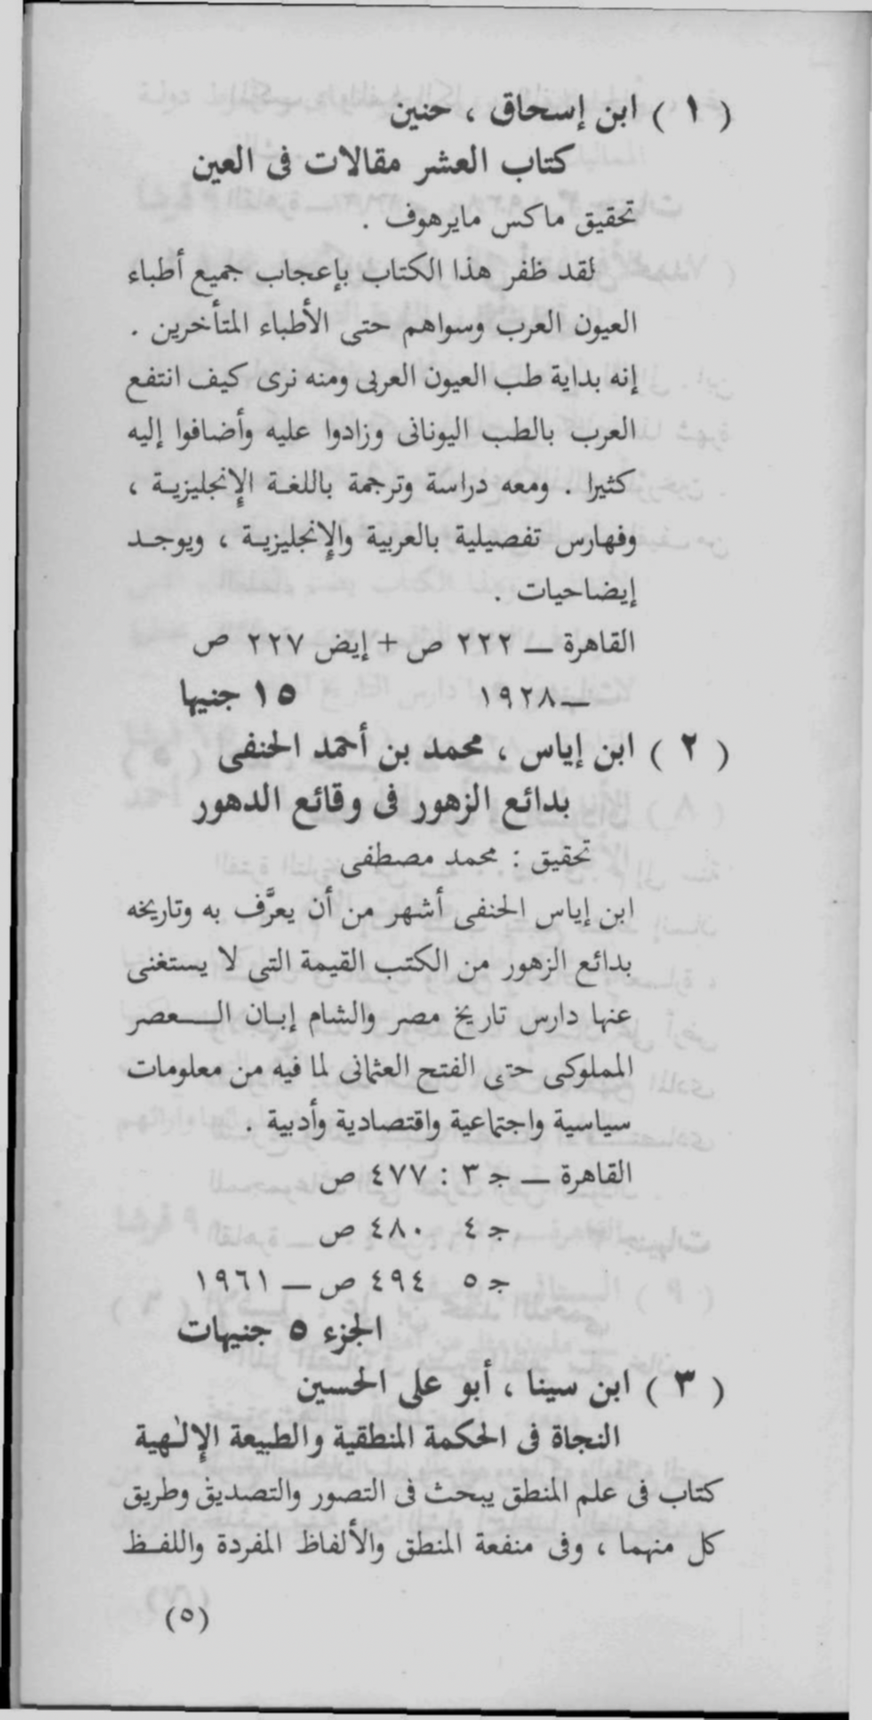 ( ١ ) ابن إسحاق ، حنين
كتاب العشر مقالات فى العين
تحقيق ماكس مايرهوف .
لقد ظفر هذا الكتاب بإعجاب جميع أطباء
العيون العرب وسواهم حتى الأطباء المتأخرين .
إنه بداية طب العيون العربى ومنه نرى كيف انتفع
العرب بالطب اليونانى وزادوا عليه وأضافوا إليه
كثيرا . ومعه دراسة وترجمة باللغة الإنجليزية ،
وفهارس تفصيلية بالعربية والإنجليزية ، ويوجد
إيضاحيات .
القاهرة — ٢٢٢ ص + إيض ٢٢٧ ص
— ١٩٢٨ ١٥ جنيها
( ٢ ) ابن إياس ، محمد بن أحمد الحنفى
بدائع الزهور فى وقائع الدهور
تحقيق : محمد مصطفى
ابن إياس الحنفى أشهر من أن يعرَّف به وتاريخه
بدائع الزهور من الكتب القيمة التى لا يستغنى
عنها دارس تاريخ مصر والشام إبان العصر
المملوكى حتى الفتح العثمانى لما فيه من معلومات
سياسية واجتماعية واقتصادية وأدبية .
القاهرة — جـ ٣ : ٤٧٧ ص
جـ ٤ ٤٨٠ ص
جـ ٥ ٤٩٤ ص — ١٩٦١
الجزء ٥ جنيهات
( ٣ ) ابن سينا ، أبو على الحسين
النجاة فى الحكمة المنطقية والطبيعة الإلٰهية
كتاب فى علم المنطق يبحث فى التصور والتصديق وطريق
كل منهما ، وفى منفعة المنطق والألفاظ المفردة واللفظ
(٥)